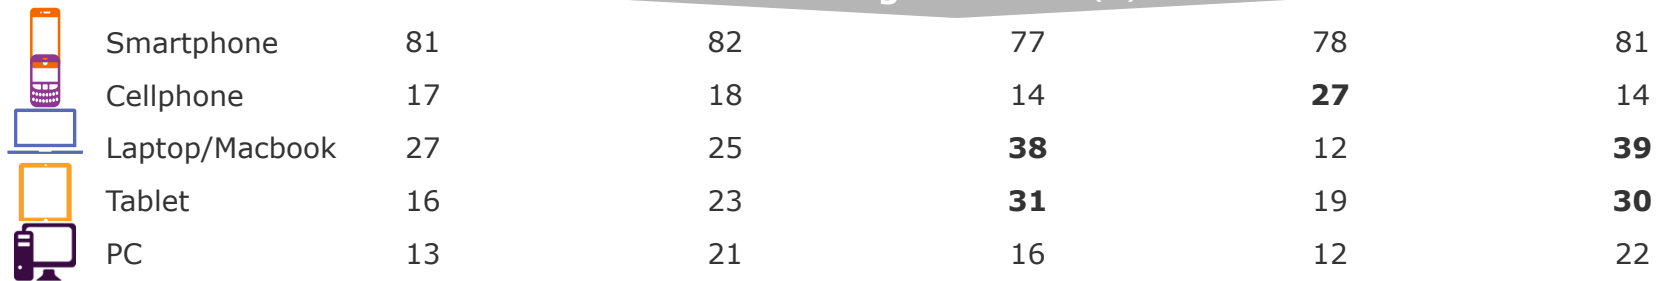 Smartphone 81 82 77 78 81
Cellphone 17 18 14 27 14
Laptop/Macbook 27 25 38 12 39
Tablet 16 23 31 19 30
PC 13 21 16 12 22